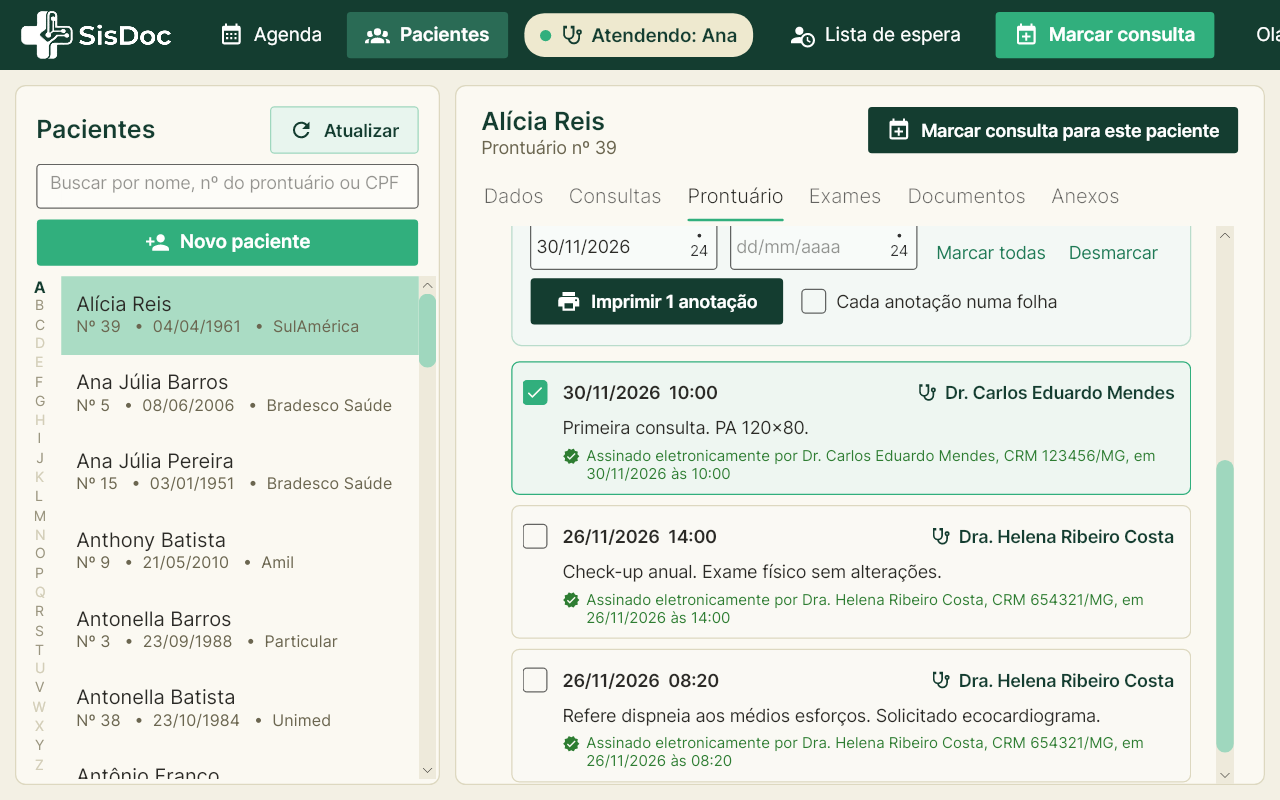 SisDoc
Agenda
Pacientes
Atendendo: Ana
Lista de espera
Marcar consulta
Pacientes
Atualizar
Buscar por nome, nº do prontuário ou CPF
Novo paciente
A
B
C
D
E
F
G
H
I
J
K
L
M
N
O
P
Q
R
S
T
U
V
W
X
Y
Z
Alícia Reis
Nº 39 • 04/04/1961 • SulAmérica
Ana Júlia Barros
Nº 5 • 08/06/2006 • Bradesco Saúde
Ana Júlia Pereira
Nº 15 • 03/01/1951 • Bradesco Saúde
Anthony Batista
Nº 9 • 21/05/2010 • Amil
Antonella Barros
Nº 3 • 23/09/1988 • Particular
Antonella Batista
Nº 38 • 23/10/1984 • Unimed
Antônio Franco
Alícia Reis
Prontuário nº 39
Marcar consulta para este paciente
Dados Consultas Prontuário Exames Documentos Anexos
30/11/2026 24 dd/mm/aaaa 24 Marcar todas Desmarcar
Imprimir 1 anotação Cada anotação numa folha
30/11/2026 10:00 Dr. Carlos Eduardo Mendes
Primeira consulta. PA 120×80.
Assinado eletronicamente por Dr. Carlos Eduardo Mendes, CRM 123456/MG, em
30/11/2026 às 10:00
26/11/2026 14:00 Dra. Helena Ribeiro Costa
Check-up anual. Exame físico sem alterações.
Assinado eletronicamente por Dra. Helena Ribeiro Costa, CRM 654321/MG, em
26/11/2026 às 14:00
26/11/2026 08:20 Dra. Helena Ribeiro Costa
Refere dispneia aos médios esforços. Solicitado ecocardiograma.
Assinado eletronicamente por Dra. Helena Ribeiro Costa, CRM 654321/MG, em
26/11/2026 às 08:20